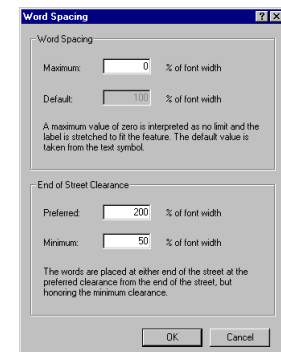 Word Spacing
Word Spacing
Maximum: 0 % of font width
Default: 100 % of font width
A maximum value of zero is interpreted as no limit and the
label is stretched to fit the feature. The default value is
taken from the text symbol.
End of Street Clearance
Preferred: 200 % of font width
Minimum: 50 % of font width
The words are placed at either end of the street at the
preferred clearance from the end of the street, but
honoring the minimum clearance.
OK Cancel